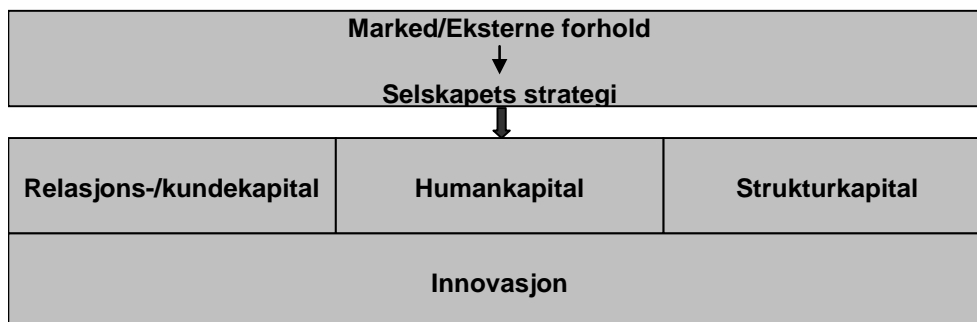 Marked/Eksterne forhold
Selskapets strategi
Relasjons-/kundekapital
Humankapital
Strukturkapital
Innovasjon